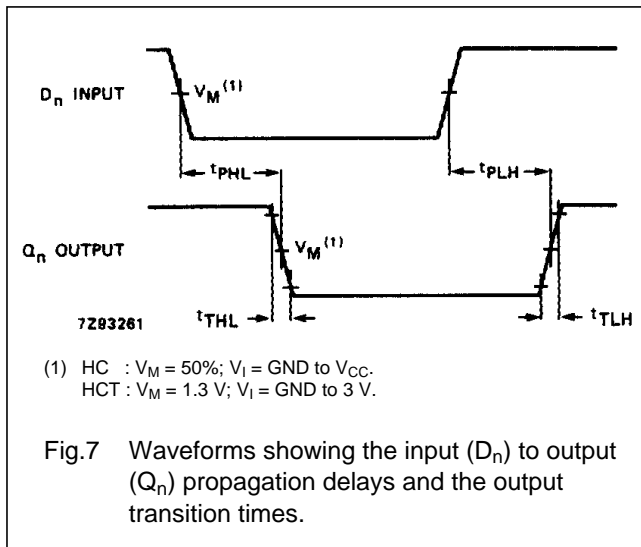 Dn INPUT
VM(1)
tPHL
tPLH
Qn OUTPUT
VM(1)
7Z93261
tTHL
tTLH
(1) HC : VM = 50%; VI = GND to VCC.
HCT : VM = 1.3 V; VI = GND to 3 V.
Fig.7 Waveforms showing the input (Dn) to output
(Qn) propagation delays and the output
transition times.